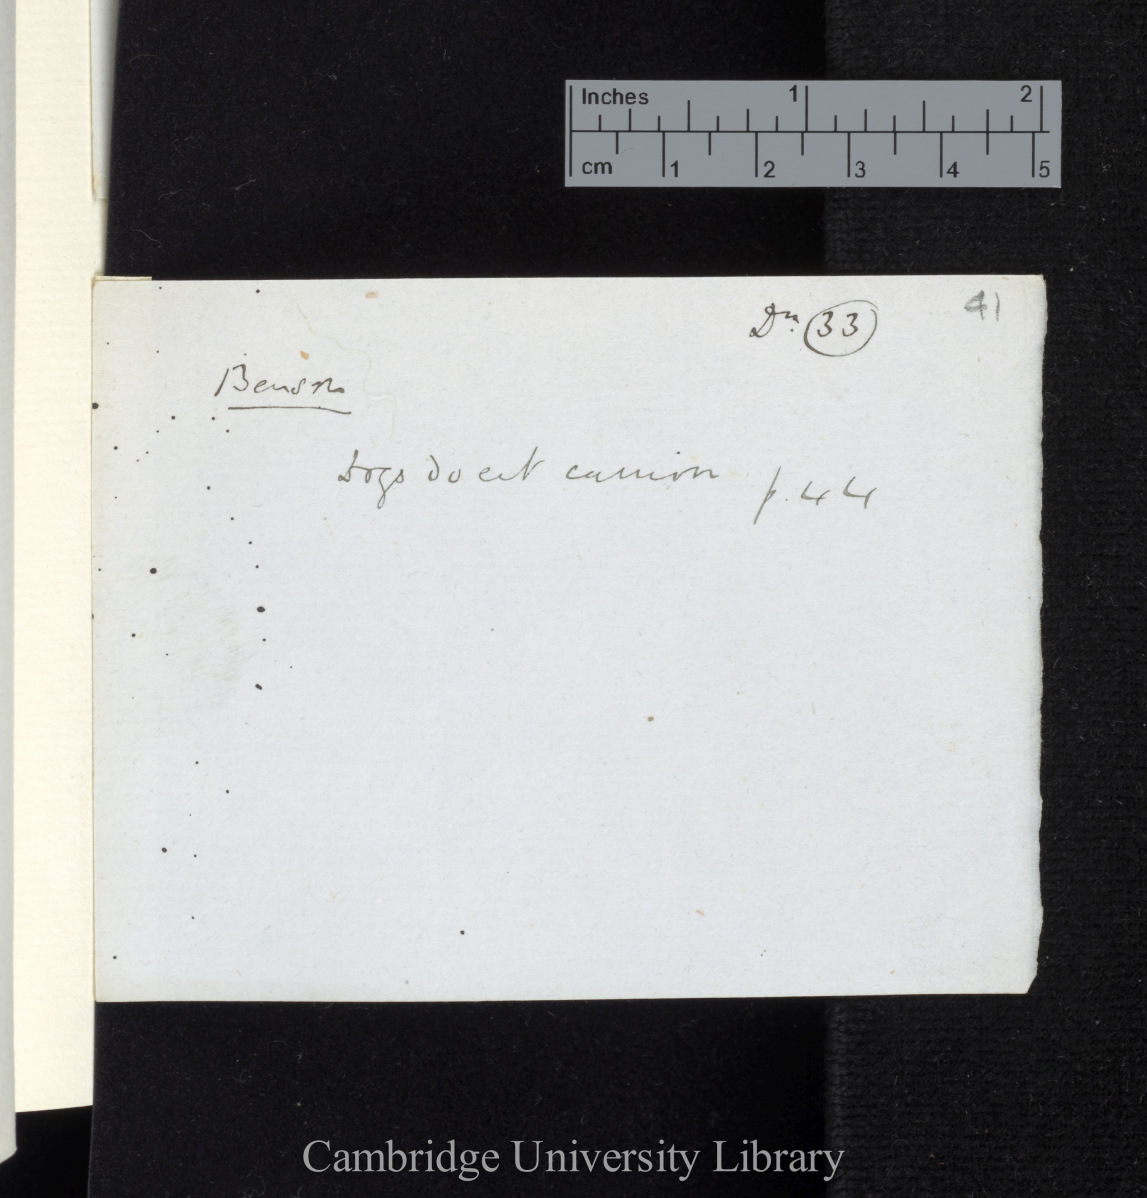 Inches 1 2
cm 1 2 3 4 5
41
Dn 33
Benson
Dogs do eat carrion p. 44
Cambridge University Library